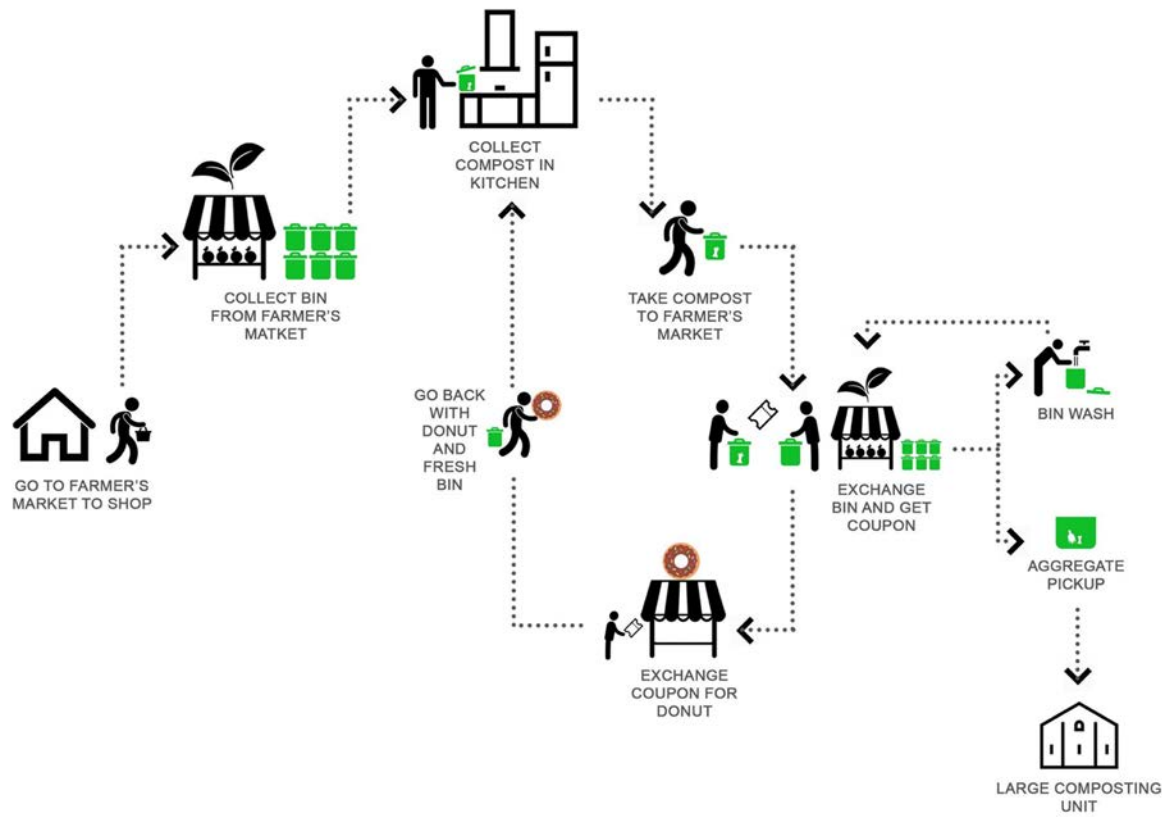 GO TO FARMER'S
MARKET TO SHOP
COLLECT BIN
FROM FARMER'S
MATKET
COLLECT
COMPOST IN
KITCHEN
TAKE COMPOST
TO FARMER'S
MARKET
EXCHANGE
BIN AND GET
COUPON
BIN WASH
AGGREGATE
PICKUP
LARGE COMPOSTING
UNIT
EXCHANGE
COUPON FOR
DONUT
GO BACK
WITH
DONUT
AND
FRESH
BIN